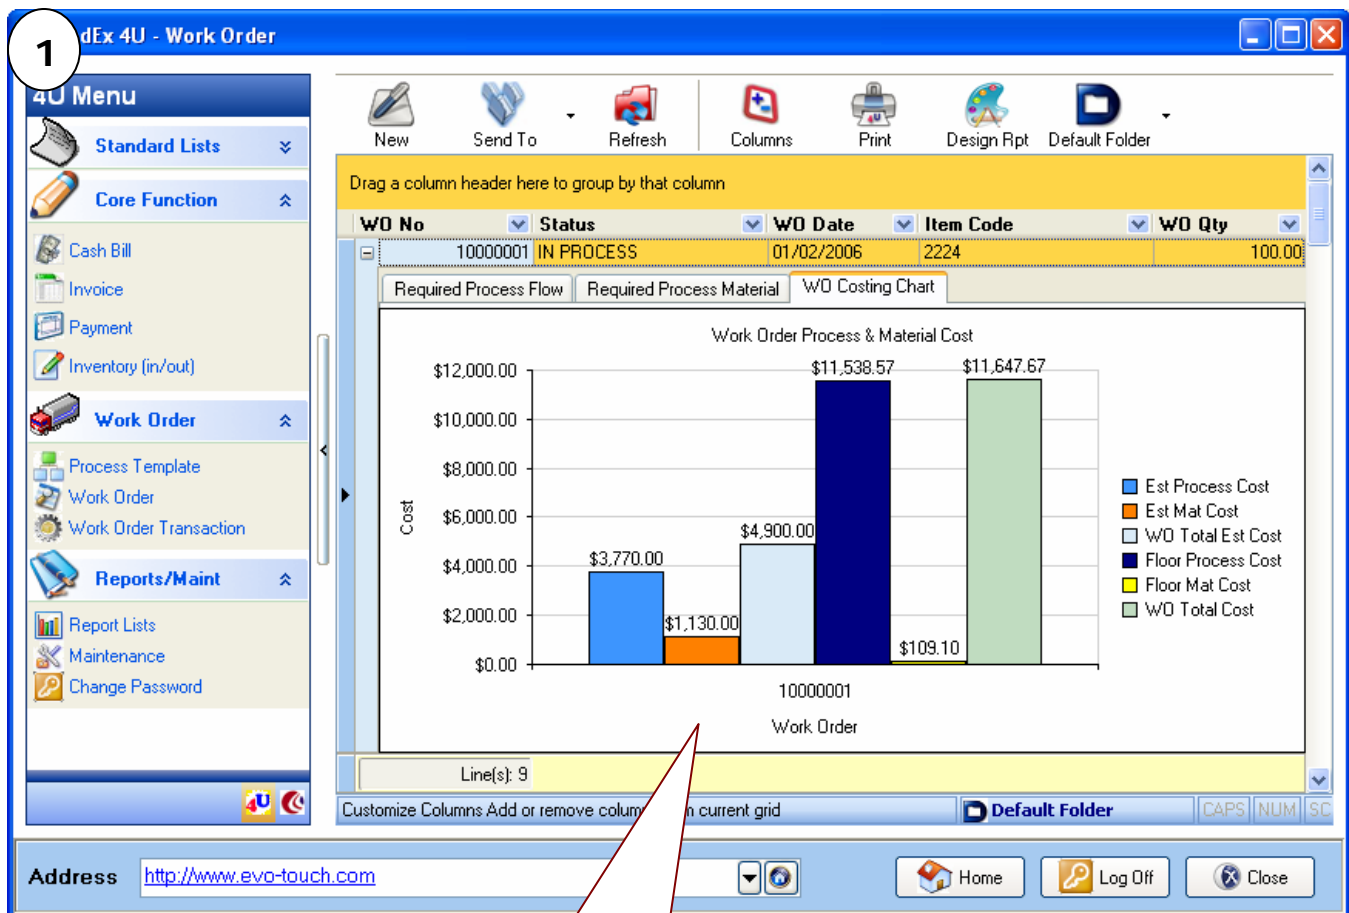 1
dEx 4U - Work Order
4U Menu
Standard Lists
Core Function
Cash Bill
Invoice
Payment
Inventory (in/out)
Work Order
Process Template
Work Order
Work Order Transaction
Reports/Maint
Report Lists
Maintenance
Change Password
4U
New Send To Refresh Columns Print Design Rpt Default Folder
Drag a column header here to group by that column
WO No Status WO Date Item Code WO Qty
10000001 IN PROCESS 01/02/2006 2224 100.00
Required Process Flow Required Process Material WO Costing Chart
Work Order Process & Material Cost
$12,000.00
$10,000.00
$8,000.00
$6,000.00
$4,000.00
$2,000.00
$0.00
Cost
$3,770.00
$1,130.00
$4,900.00
$11,538.57
$109.10
$11,647.67
10000001
Work Order
Est Process Cost
Est Mat Cost
WO Total Est Cost
Floor Process Cost
Floor Mat Cost
WO Total Cost
Line(s): 9
Customize Columns Add or remove colum m current grid Default Folder CAPS NUM SC
Address http://www.evo-touch.com Home Log Off Close